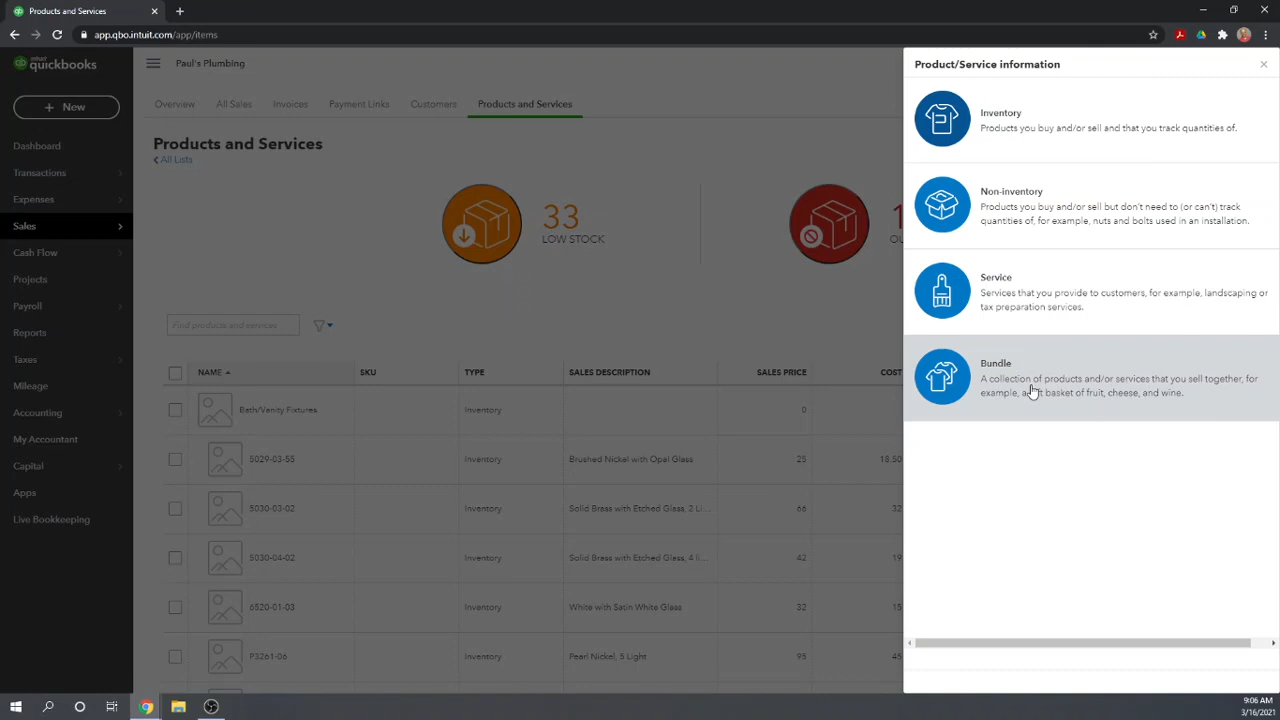 Products and Services
app.qbo.intuit.com/app/items
intuit
quickbooks
Paul's Plumbing
Product/Service information
+ New
Overview
All Sales
Invoices
Payment Links
Customers
Products and Services
Dashboard
Transactions
Expenses
Sales
Cash Flow
Projects
Payroll
Reports
Taxes
Mileage
Accounting
My Accountant
Capital
Apps
Live Bookkeeping
Products and Services
All Lists
33
LOW STOCK
1
Find products and services
NAME
SKU
TYPE
SALES DESCRIPTION
SALES PRICE
COST
Bath/Vanity Fixtures
Inventory
0
5029-03-55
Inventory
Brushed Nickel with Opal Glass
25
18.50
5030-03-02
Inventory
Solid Brass with Etched Glass, 2 Li...
66
32
5030-04-02
Inventory
Solid Brass with Etched Glass, 4 li...
42
19
6520-01-03
Inventory
White with Satin White Glass
32
15
P3261-06
Inventory
Pearl Nickel, 5 Light
95
45
Inventory
Products you buy and/or sell and that you track quantities of.
Non-inventory
Products you buy and/or sell but don't need to (or can't) track
quantities of, for example, nuts and bolts used in an installation.
Service
Services that you provide to customers, for example, landscaping or
tax preparation services.
Bundle
A collection of products and/or services that you sell together, for
example, a basket of fruit, cheese, and wine.
9:06 AM
3/16/2021